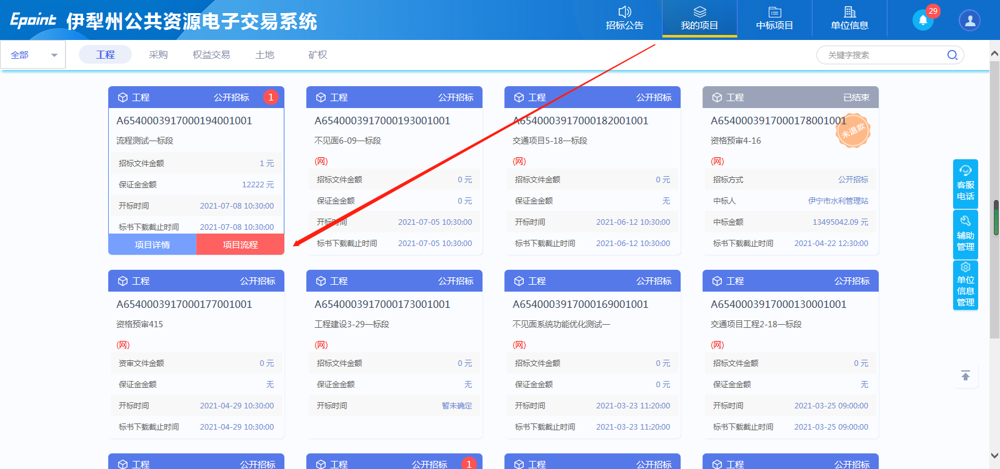 Epoint 伊犁州公共资源电子交易系统
招标公告
我的项目
中标项目
单位信息
29
全部
工程
采购
权益交易
土地
矿权
关键字搜索
工程 公开招标 1
A6540003917000194001001
流程测试一标段
招标文件金额 1 元
保证金金额 12222 元
开标时间 2021-07-08 10:30:00
标书下载截止时间 2021-07-08 10:30:00
项目详情 项目流程
工程 公开招标
A6540003917000193001001
不见面6-09一标段
(网)
招标文件金额 0 元
保证金金额 0 元
开标时间 2021-07-05 10:30:00
标书下载截止时间 2021-07-05 10:30:00
工程 公开招标
A6540003917000182001001
交通项目5-18一标段
(网)
招标文件金额 0 元
保证金金额 无
开标时间 2021-06-12 10:30:00
标书下载截止时间 2021-06-12 10:30:00
工程 已结束
A6540003917000178001001
未退款
资格预审4-16
(网)
招标方式 公开招标
中标人 伊宁市水利管理站
中标金额 13495042.09 元
标书下载截止时间 2021-04-22 12:30:00
工程 公开招标
A6540003917000177001001
资格预审415
(网)
资审文件金额 0 元
保证金金额 无
开标时间 2021-04-29 10:30:00
标书下载截止时间 2021-04-29 10:30:00
工程 公开招标
A6540003917000173001001
工程建设3-29一标段
(网)
招标文件金额 0 元
保证金金额 无
开标时间 暂未确定
工程 公开招标
A6540003917000169001001
不见面系统功能优化测试一
(网)
招标文件金额 0 元
保证金金额 0 元
开标时间 2021-03-23 11:20:00
标书下载截止时间 2021-03-23 11:20:00
工程 公开招标
A6540003917000130001001
交通项目工程2-18一标段
(网)
招标文件金额 0 元
保证金金额 无
开标时间 2021-03-25 09:00:00
标书下载截止时间 2021-03-25 09:00:00
工程 公开招标
工程 公开招标 1
工程 公开招标
工程 公开招标
客服
电话
辅助
管理
单位
信息
管理